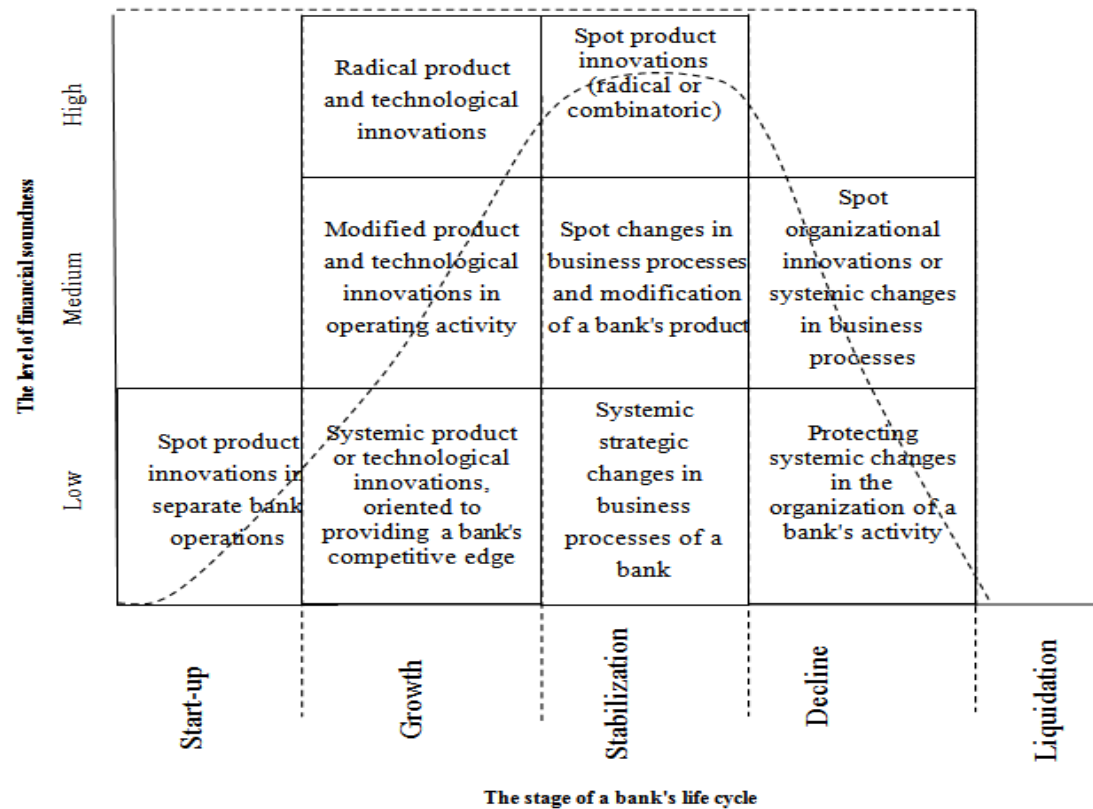 The level of financial soundness
High
Medium
Low
Radical product
and technological
innovations
Spot product
innovations
(radical or
combinatoric)
Modified product
and technological
innovations in
operating activity
Spot changes in
business processes
and modification
of a bank's product
Spot
organizational
innovations or
systemic changes
in business
processes
Spot product
innovations in
separate bank
operations
Systemic product
or technological
innovations,
oriented to
providing a bank's
competitive edge
Systemic
strategic
changes in
business
processes of a
bank
Protecting
systemic changes
in the
organization of a
bank's activity
Start-up
Growth
Stabilization
Decline
Liquidation
The stage of a bank's life cycle